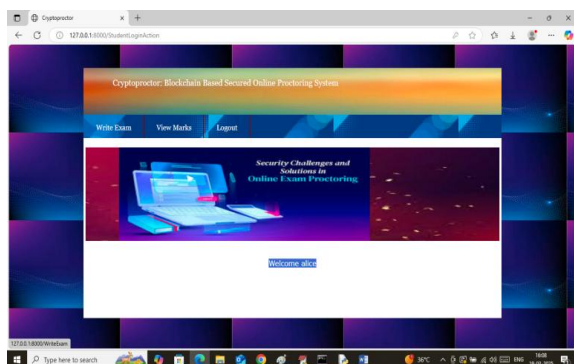 Cryptoproctor
127.0.0.1:8000/StudentLoginAction
Cryptoproctor: Blockchain Based Secured Online Proctoring System
Write Exam View Marks Logout
Security Challenges and
Solutions in
Online Exam Proctoring
Welcome alice
127.0.0.1:8000/WriteExam
Type here to search
36°C
ENG
16:08